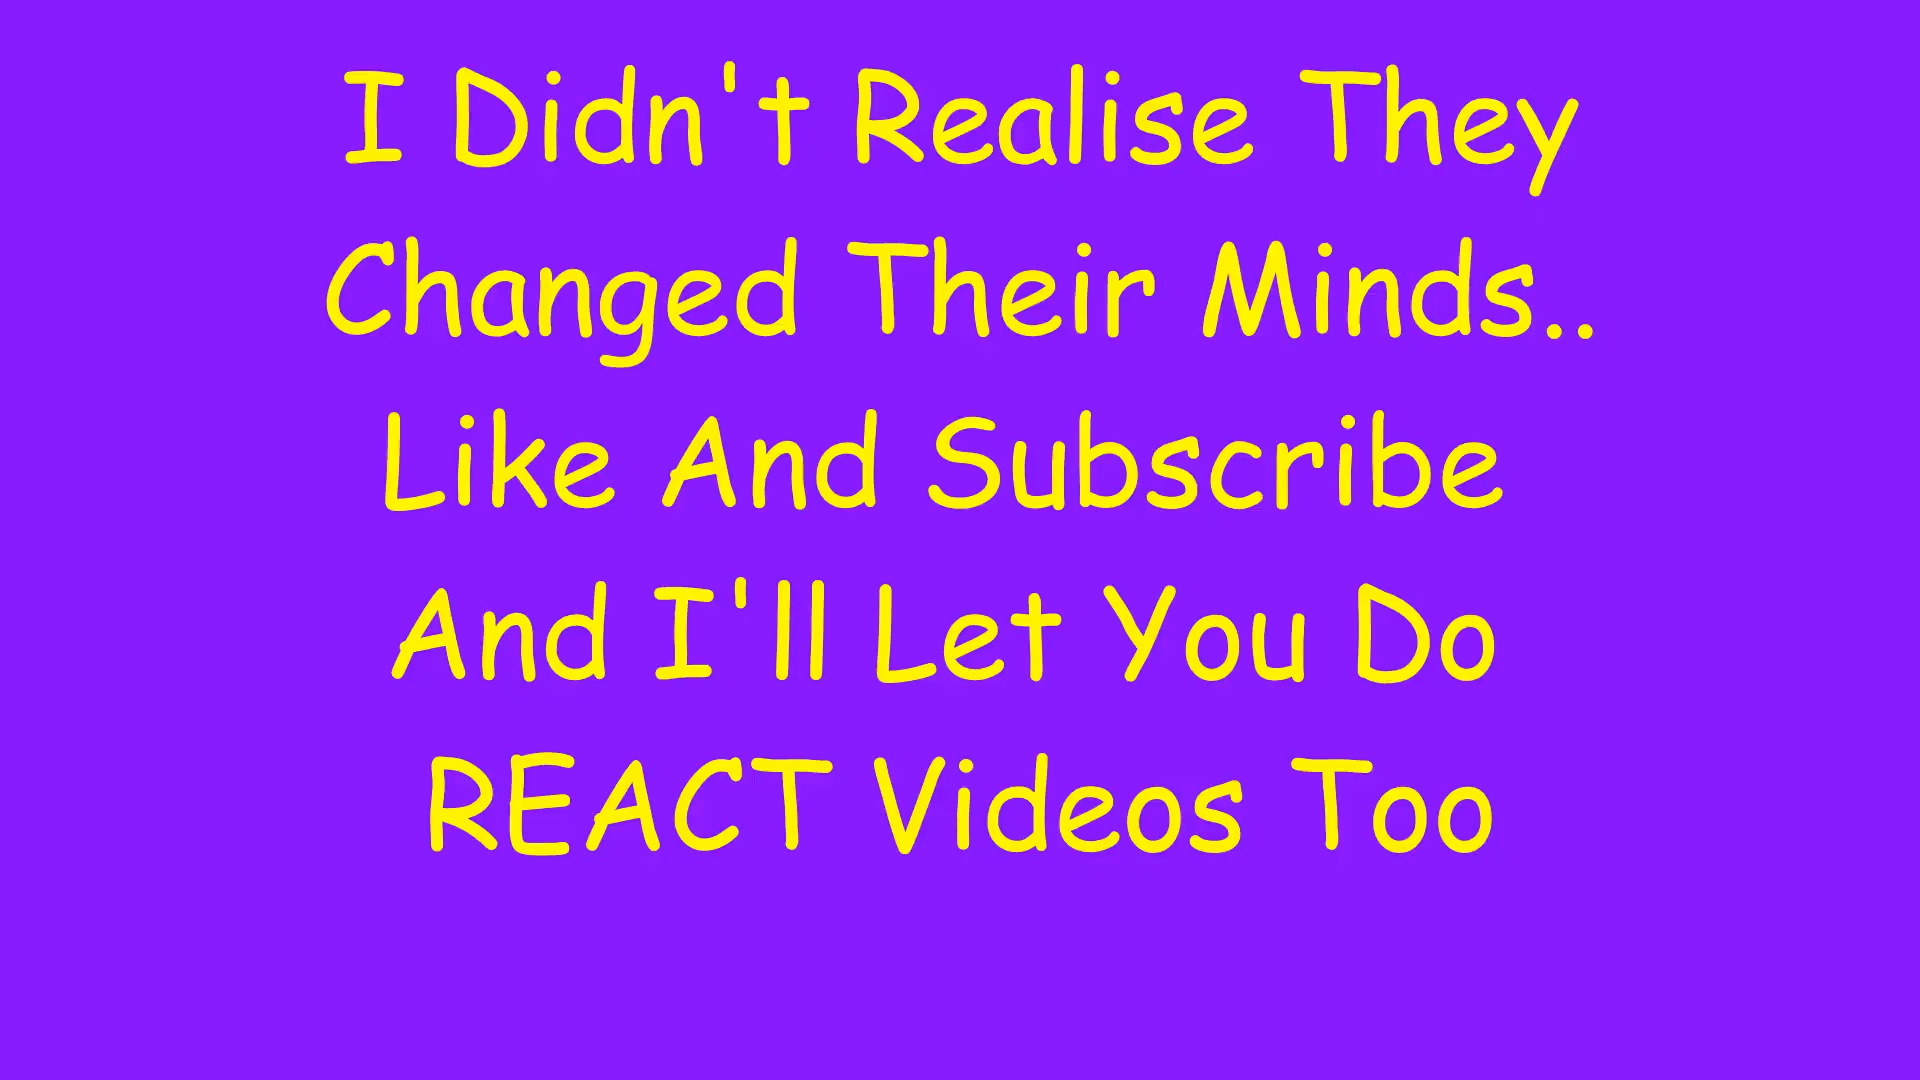 I Didn't Realise They
Changed Their Minds..
Like And Subscribe
And I'll Let You Do
REACT Videos Too